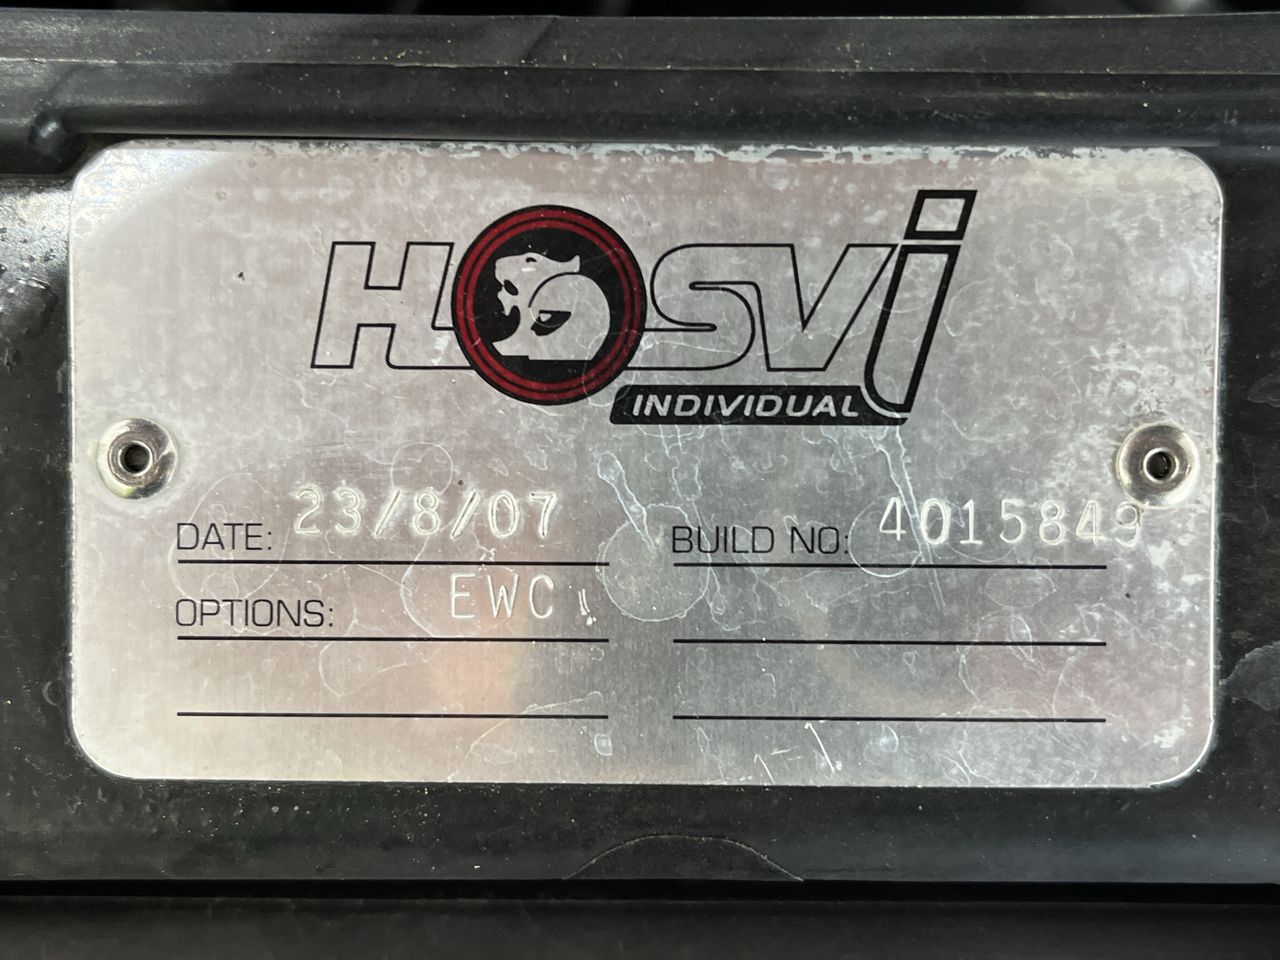 HSVi
INDIVIDUAL
DATE: 23/8/07 BUILD NO: 4015849
OPTIONS: EWC